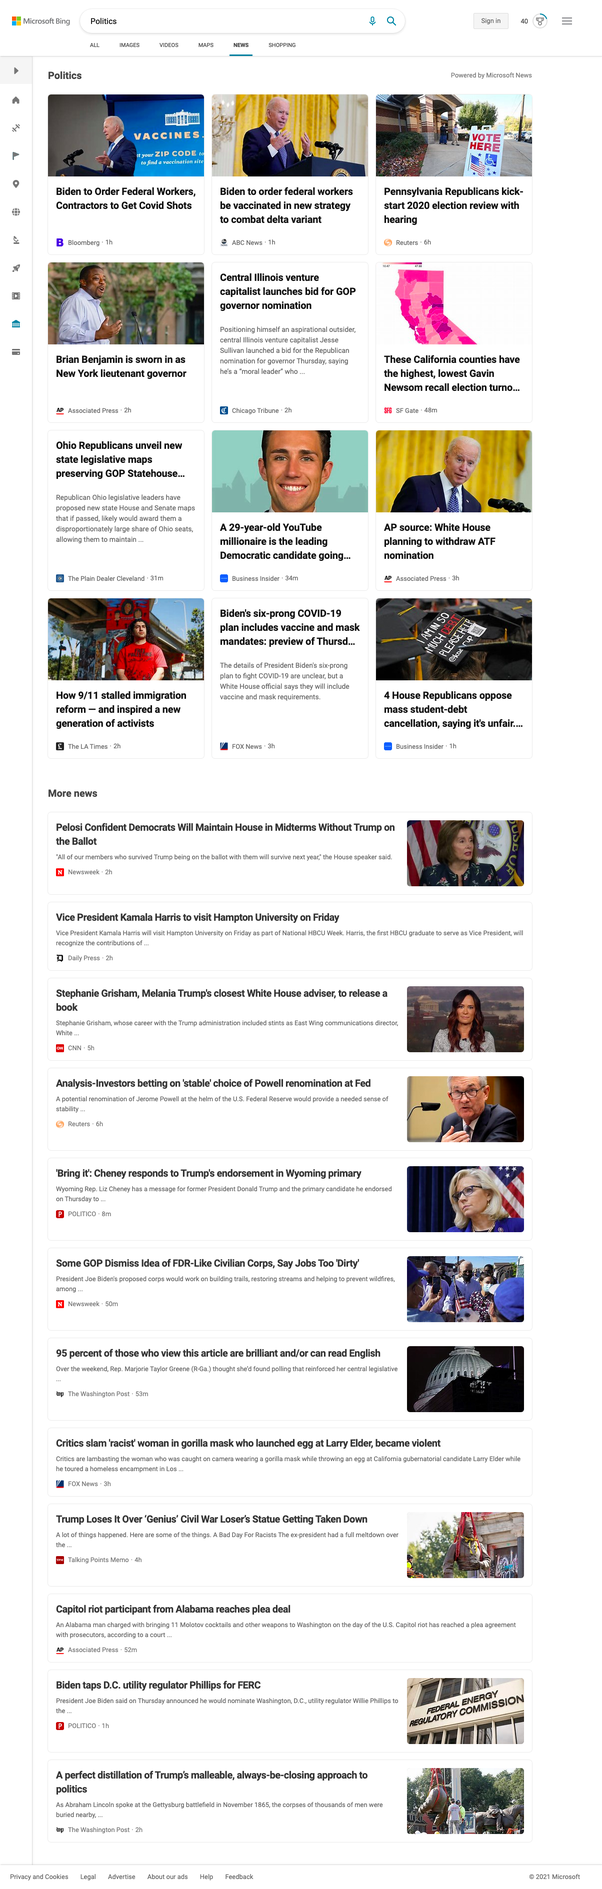 Microsoft Bing
Politics
Sign in
40
ALL
IMAGES
VIDEOS
MAPS
NEWS
SHOPPING
Politics
Powered by Microsoft News
VACCINES.
your ZIP CODE to
to find a vaccination site
Biden to Order Federal Workers,
Contractors to Get Covid Shots
Bloomberg · 1h
Biden to order federal workers
be vaccinated in new strategy
to combat delta variant
ABC News · 1h
VOTE
HERE
Pennsylvania Republicans kick-
start 2020 election review with
hearing
Reuters · 6h
Brian Benjamin is sworn in as
New York lieutenant governor
AP Associated Press · 2h
Central Illinois venture
capitalist launches bid for GOP
governor nomination
Positioning himself an aspirational outsider,
central Illinois venture capitalist Jesse
Sullivan launched a bid for the Republican
nomination for governor Thursday, saying
he's a "moral leader" who ...
Chicago Tribune · 2h
These California counties have
the highest, lowest Gavin
Newsom recall election turno...
SF Gate · 48m
Ohio Republicans unveil new
state legislative maps
preserving GOP Statehouse...
Republican Ohio legislative leaders have
proposed new state House and Senate maps
that if passed, likely would award them a
disproportionately large share of Ohio seats,
allowing them to maintain ...
The Plain Dealer Cleveland · 31m
A 29-year-old YouTube
millionaire is the leading
Democratic candidate going...
Business Insider · 34m
AP source: White House
planning to withdraw ATF
nomination
AP Associated Press · 3h
How 9/11 stalled immigration
reform — and inspired a new
generation of activists
The LA Times · 2h
Biden's six-prong COVID-19
plan includes vaccine and mask
mandates: preview of Thursd...
The details of President Biden's six-prong
plan to fight COVID-19 are unclear, but a
White House official says they will include
vaccine and mask requirements.
FOX News · 3h
AM IN SO
MUCH DEBT
PLEASE
4 House Republicans oppose
mass student-debt
cancellation, saying it's unfair....
Business Insider · 1h
More news
Pelosi Confident Democrats Will Maintain House in Midterms Without Trump on
the Ballot
"All of our members who survived Trump being on the ballot with them will survive next year," the House speaker said.
N Newsweek · 2h
Vice President Kamala Harris to visit Hampton University on Friday
Vice President Kamala Harris will visit Hampton University on Friday as part of National HBCU Week. Harris, the first HBCU graduate to serve as Vice President, will
recognize the contributions of ...
Daily Press · 2h
Stephanie Grisham, Melania Trump's closest White House adviser, to release a
book
Stephanie Grisham, whose career with the Trump administration included stints as East Wing communications director,
White ...
CNN · 5h
Analysis-Investors betting on 'stable' choice of Powell renomination at Fed
A potential renomination of Jerome Powell at the helm of the U.S. Federal Reserve would provide a needed sense of
stability ...
Reuters · 6h
'Bring it': Cheney responds to Trump's endorsement in Wyoming primary
Wyoming Rep. Liz Cheney has a message for former President Donald Trump and the primary candidate he endorsed
on Thursday to ...
P POLITICO · 8m
Some GOP Dismiss Idea of FDR-Like Civilian Corps, Say Jobs Too 'Dirty'
President Joe Biden's proposed corps would work on building trails, restoring streams and helping to prevent wildfires,
among ...
N Newsweek · 50m
95 percent of those who view this article are brilliant and/or can read English
Over the weekend, Rep. Marjorie Taylor Greene (R-Ga.) thought she'd found polling that reinforced her central legislative
...
wp The Washington Post · 53m
Critics slam 'racist' woman in gorilla mask who launched egg at Larry Elder, became violent
Critics are lambasting the woman who was caught on camera wearing a gorilla mask while throwing an egg at California gubernatorial candidate Larry Elder while
he toured a homeless encampment in Los ...
FOX News · 3h
Trump Loses It Over ‘Genius’ Civil War Loser’s Statue Getting Taken Down
A lot of things happened. Here are some of the things. A Bad Day For Racists The ex-president had a full meltdown over
the ...
Talking Points Memo · 4h
Capitol riot participant from Alabama reaches plea deal
An Alabama man charged with bringing 11 Molotov cocktails and other weapons to Washington on the day of the U.S. Capitol riot has reached a plea agreement
with prosecutors, according to a court ...
AP Associated Press · 52m
Biden taps D.C. utility regulator Phillips for FERC
President Joe Biden said on Thursday announced he would nominate Washington, D.C., utility regulator Willie Phillips to
the ...
P POLITICO · 1h
FEDERAL ENERGY
REGULATORY COMMISSION
A perfect distillation of Trump's malleable, always-be-closing approach to
politics
As Abraham Lincoln spoke at the Gettysburg battlefield in November 1865, the corpses of thousands of men were
buried nearby, ...
wp The Washington Post · 2h
Privacy and Cookies
Legal
Advertise
About our ads
Help
Feedback
© 2021 Microsoft